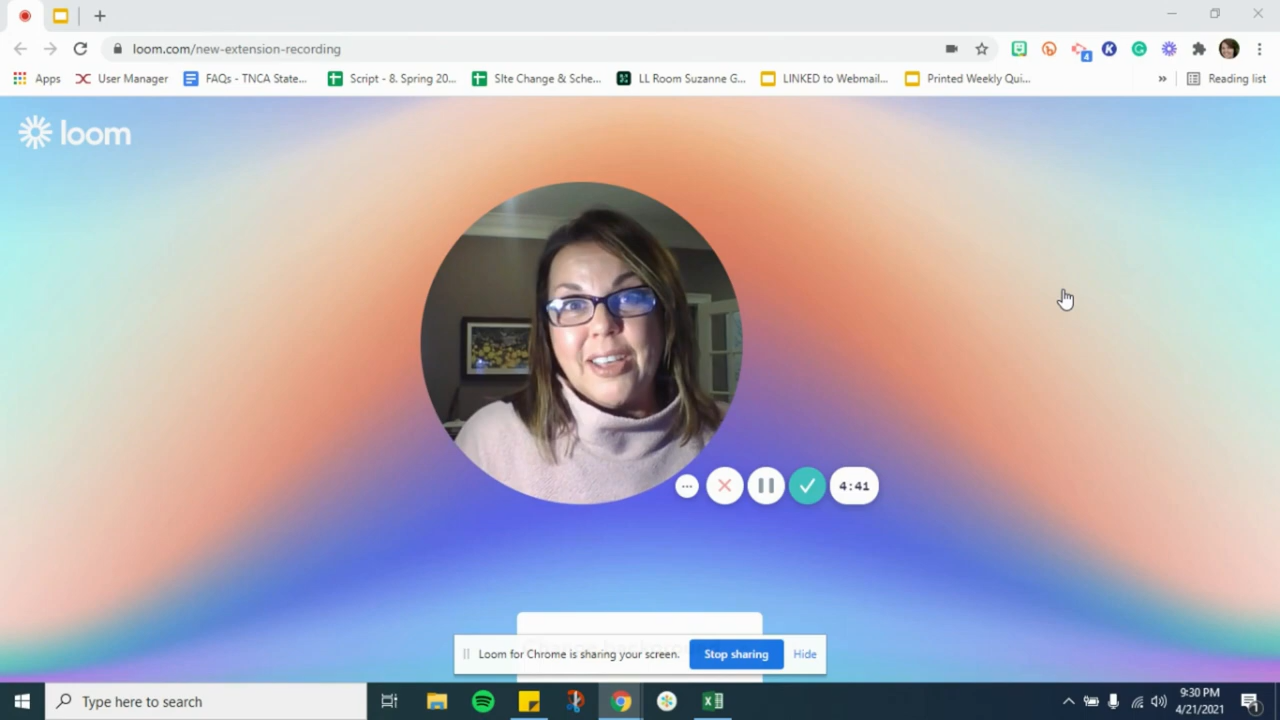 loom.com/new-extension-recording
4
K
Apps
User Manager
FAQs - TNCA State...
Script - 8. Spring 20...
SIte Change & Sche...
LL Room Suzanne G...
LINKED to Webmail...
Printed Weekly Qui...
»
Reading list
loom
4:41
Loom for Chrome is sharing your screen.
Stop sharing
Hide
Type here to search
9:30 PM
4/21/2021
1